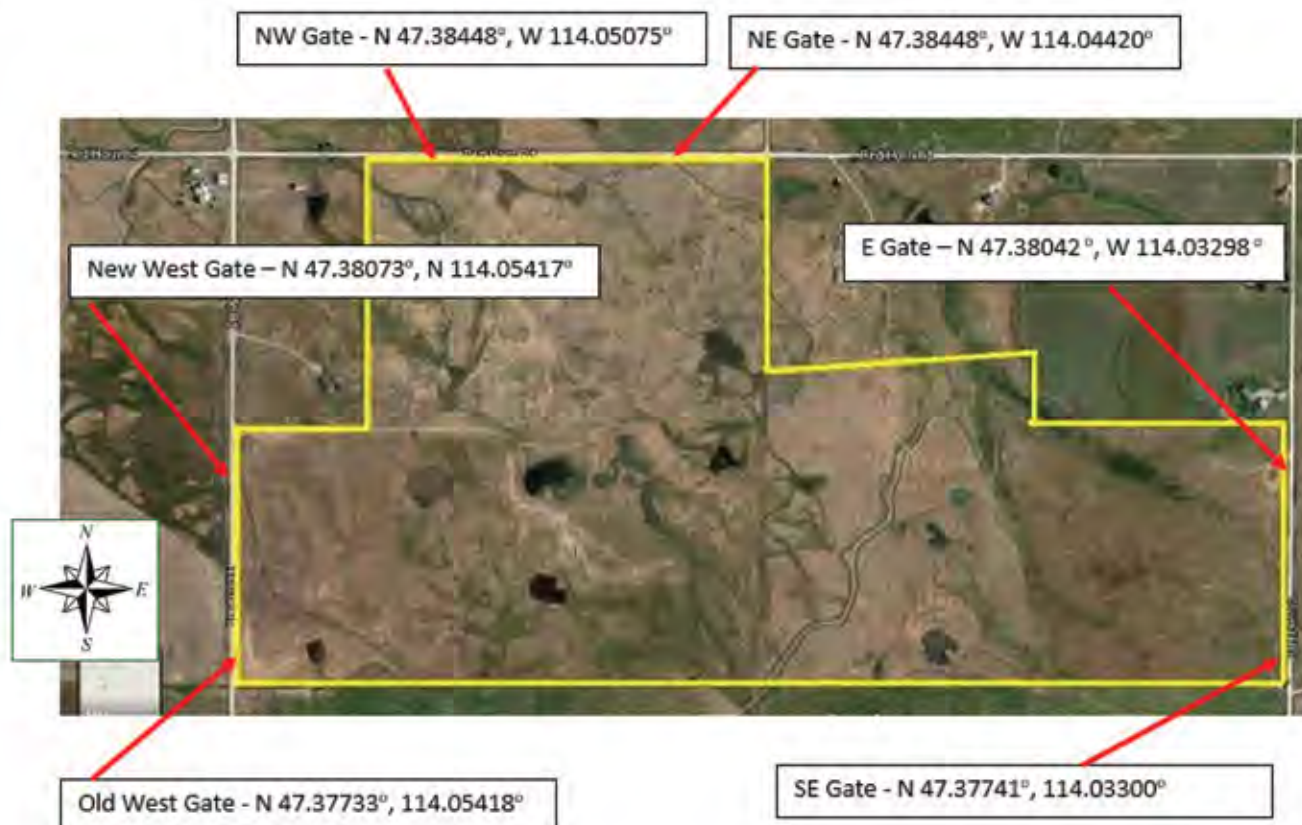 NW Gate - N 47.38448°, W 114.05075°
NE Gate - N 47.38448°, W 114.04420°
E Gate – N 47.38042°, W 114.03298°
New West Gate – N 47.38073°, N 114.05417°
N
W E
S
SE Gate - N 47.37741°, 114.03300°
Old West Gate - N 47.37733°, 114.05418°